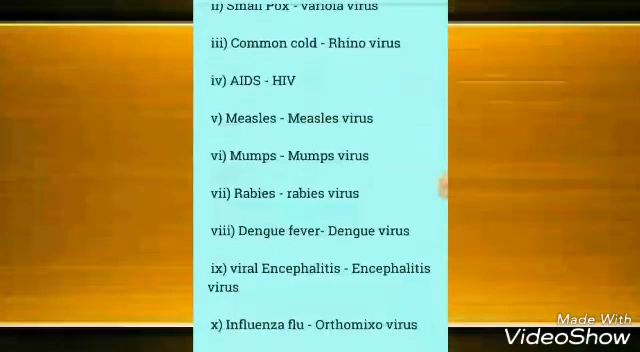 ii) Small Pox - variola virus
iii) Common cold - Rhino virus
iv) AIDS - HIV
v) Measles - Measles virus
vi) Mumps - Mumps virus
vii) Rabies - rabies virus
viii) Dengue fever- Dengue virus
ix) viral Encephalitis - Encephalitis
virus
x) Influenza flu - Orthomixo virus
Made With
VideoShow